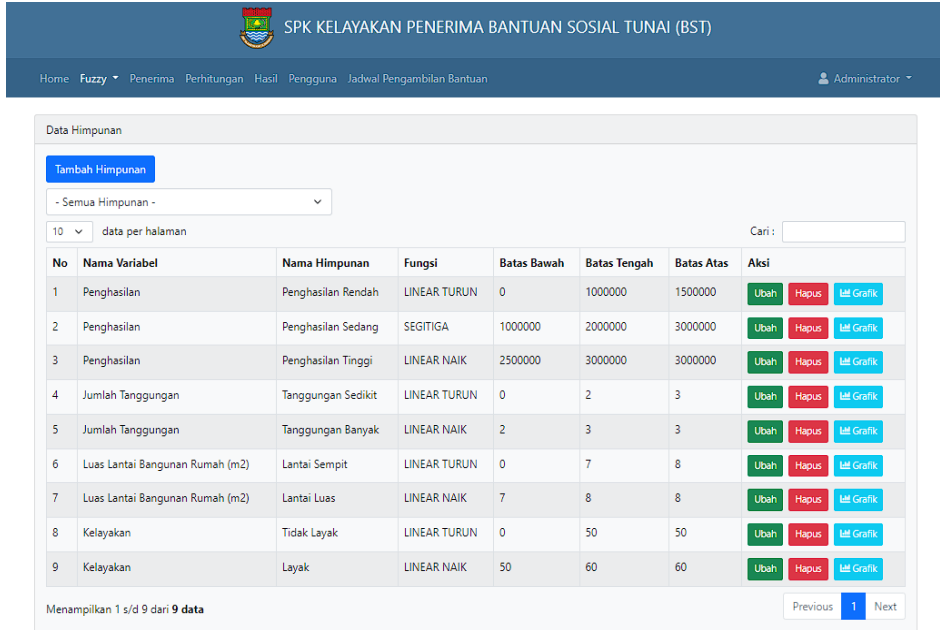 SPK KELAYAKAN PENERIMA BANTUAN SOSIAL TUNAI (BST)
Home Fuzzy Penerima Perhitungan Hasil Pengguna Jadwal Pengambilan Bantuan Administrator
Data Himpunan
Tambah Himpunan
- Semua Himpunan -
10 data per halaman Cari :
No Nama Variabel Nama Himpunan Fungsi Batas Bawah Batas Tengah Batas Atas Aksi
1 Penghasilan Penghasilan Rendah LINEAR TURUN 0 1000000 1500000 Ubah Hapus Grafik
2 Penghasilan Penghasilan Sedang SEGITIGA 1000000 2000000 3000000 Ubah Hapus Grafik
3 Penghasilan Penghasilan Tinggi LINEAR NAIK 2500000 3000000 3000000 Ubah Hapus Grafik
4 Jumlah Tanggungan Tanggungan Sedikit LINEAR TURUN 0 2 3 Ubah Hapus Grafik
5 Jumlah Tanggungan Tanggungan Banyak LINEAR NAIK 2 3 3 Ubah Hapus Grafik
6 Luas Lantai Bangunan Rumah (m2) Lantai Sempit LINEAR TURUN 0 7 8 Ubah Hapus Grafik
7 Luas Lantai Bangunan Rumah (m2) Lantai Luas LINEAR NAIK 7 8 8 Ubah Hapus Grafik
8 Kelayakan Tidak Layak LINEAR TURUN 0 50 50 Ubah Hapus Grafik
9 Kelayakan Layak LINEAR NAIK 50 60 60 Ubah Hapus Grafik
Menampilkan 1 s/d 9 dari 9 data Previous 1 Next